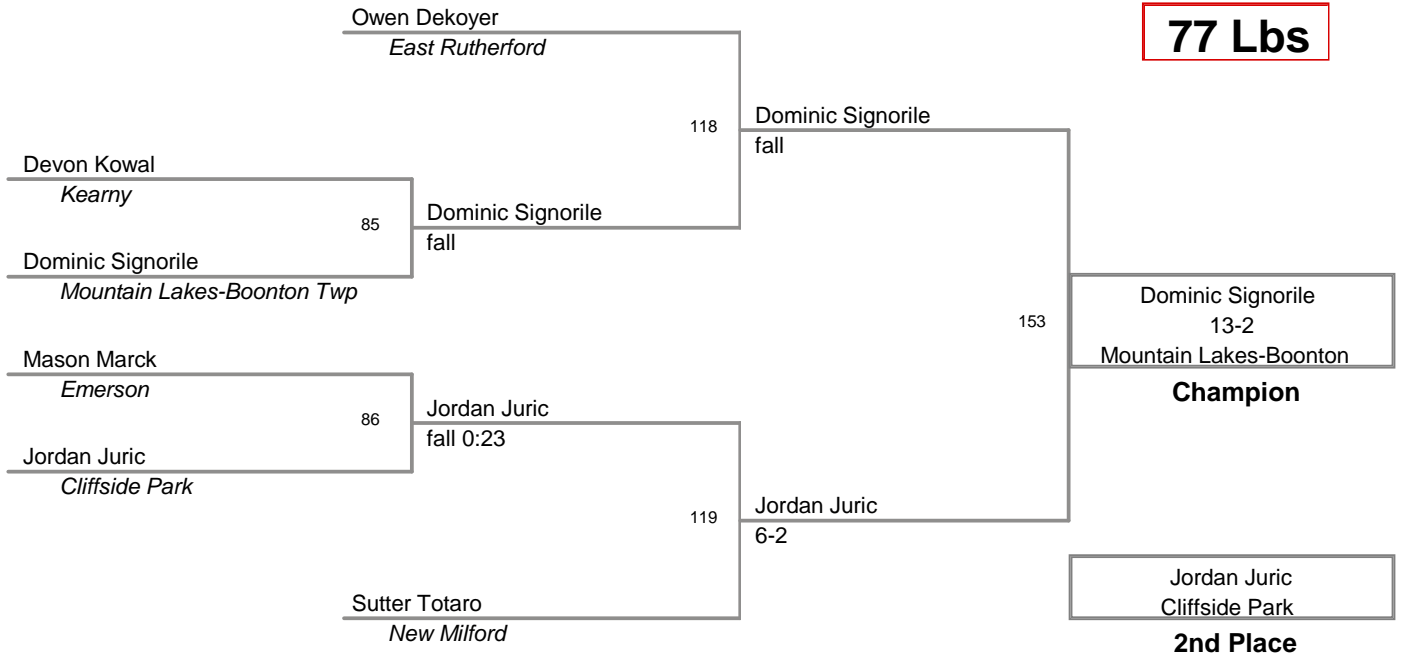 Owen Dekoyer
East Rutherford
77 Lbs
118
Dominic Signorile
fall
Devon Kowal
Kearny
85
Dominic Signorile
fall
Dominic Signorile
Mountain Lakes-Boonton Twp
153
Dominic Signorile
13-2
Mountain Lakes-Boonton
Champion
Mason Marck
Emerson
86
Jordan Juric
fall 0:23
Jordan Juric
Cliffside Park
119
Jordan Juric
6-2
Sutter Totaro
New Milford
Jordan Juric
Cliffside Park
2nd Place